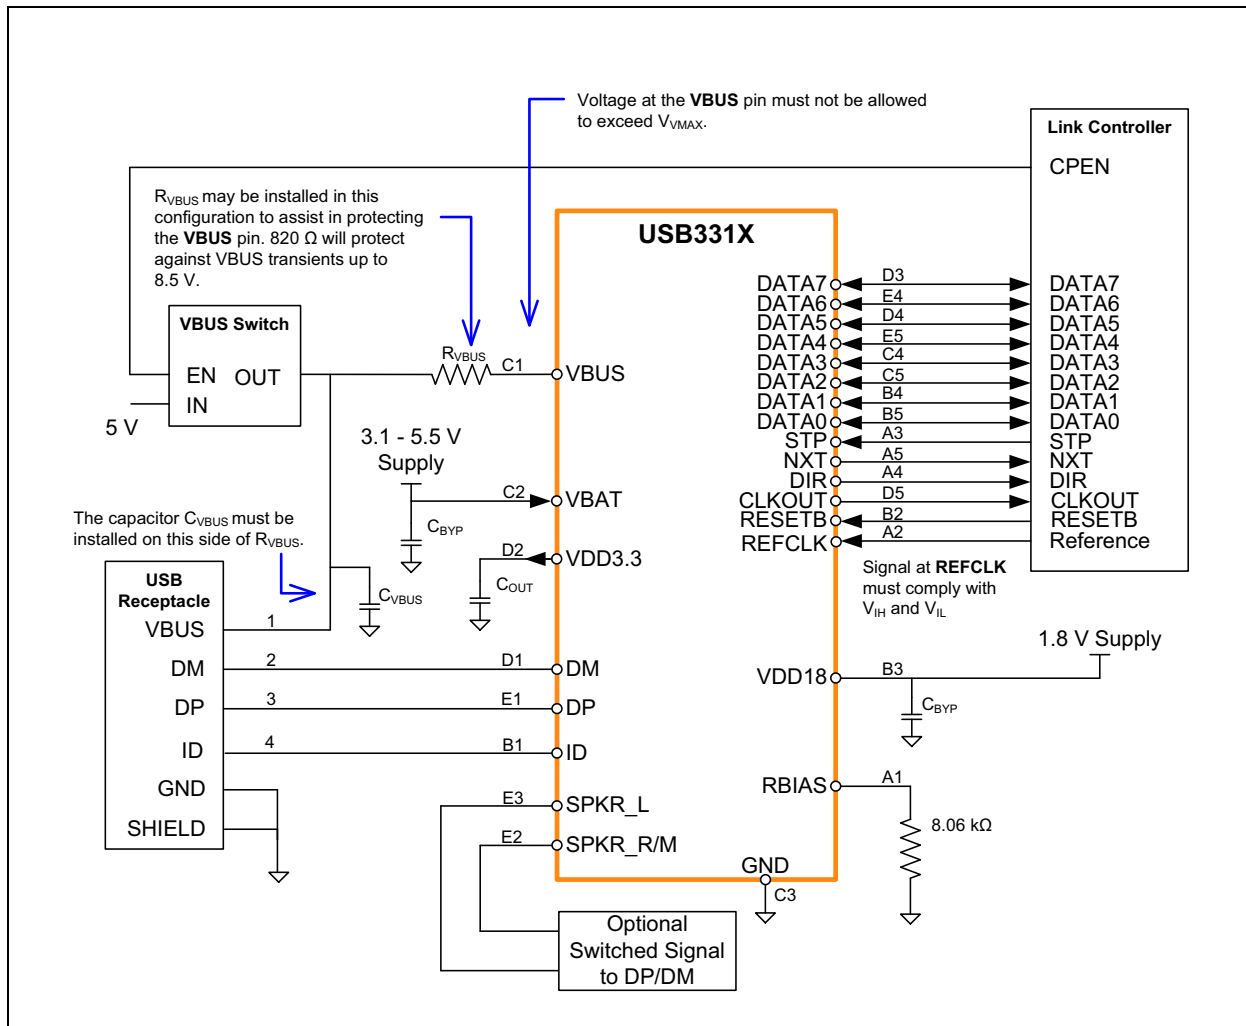 Voltage at the VBUS pin must not be allowed
to exceed VVMAX.
Link Controller
CPEN
RVBUS may be installed in this
configuration to assist in protecting
the VBUS pin. 820 Ω will protect
against VBUS transients up to
8.5 V.
USB331X
VBUS Switch
EN OUT
IN
5 V
RVBUS
C1
VBUS
DATA7 D3 DATA7
DATA6 E4 DATA6
DATA5 D4 DATA5
DATA4 E5 DATA4
DATA3 C4 DATA3
DATA2 C5 DATA2
DATA1 B4 DATA1
DATA0 B5 DATA0
STP A3 STP
NXT A5 NXT
DIR A4 DIR
CLKOUT D5 CLKOUT
RESETB B2 RESETB
REFCLK A2 Reference
3.1 - 5.5 V
Supply
C2 VBAT
CBYP
D2 VDD3.3
COUT
Signal at REFCLK
must comply with
VIH and VIL
The capacitor CVBUS must be
installed on this side of RVBUS.
CVBUS
USB
Receptacle
VBUS 1
DM 2 D1 DM
DP 3 E1 DP
ID 4 B1 ID
GND
SHIELD
E3 SPKR_L
E2 SPKR_R/M
1.8 V Supply
VDD18 B3
CBYP
RBIAS A1
8.06 kΩ
GND
C3
Optional
Switched Signal
to DP/DM